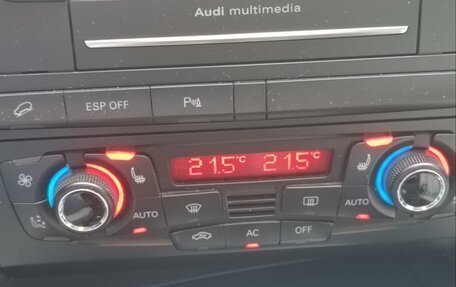 Audi multimedia
ESP OFF P
21.5°C 21.5°C
AUTO AUTO
AC OFF